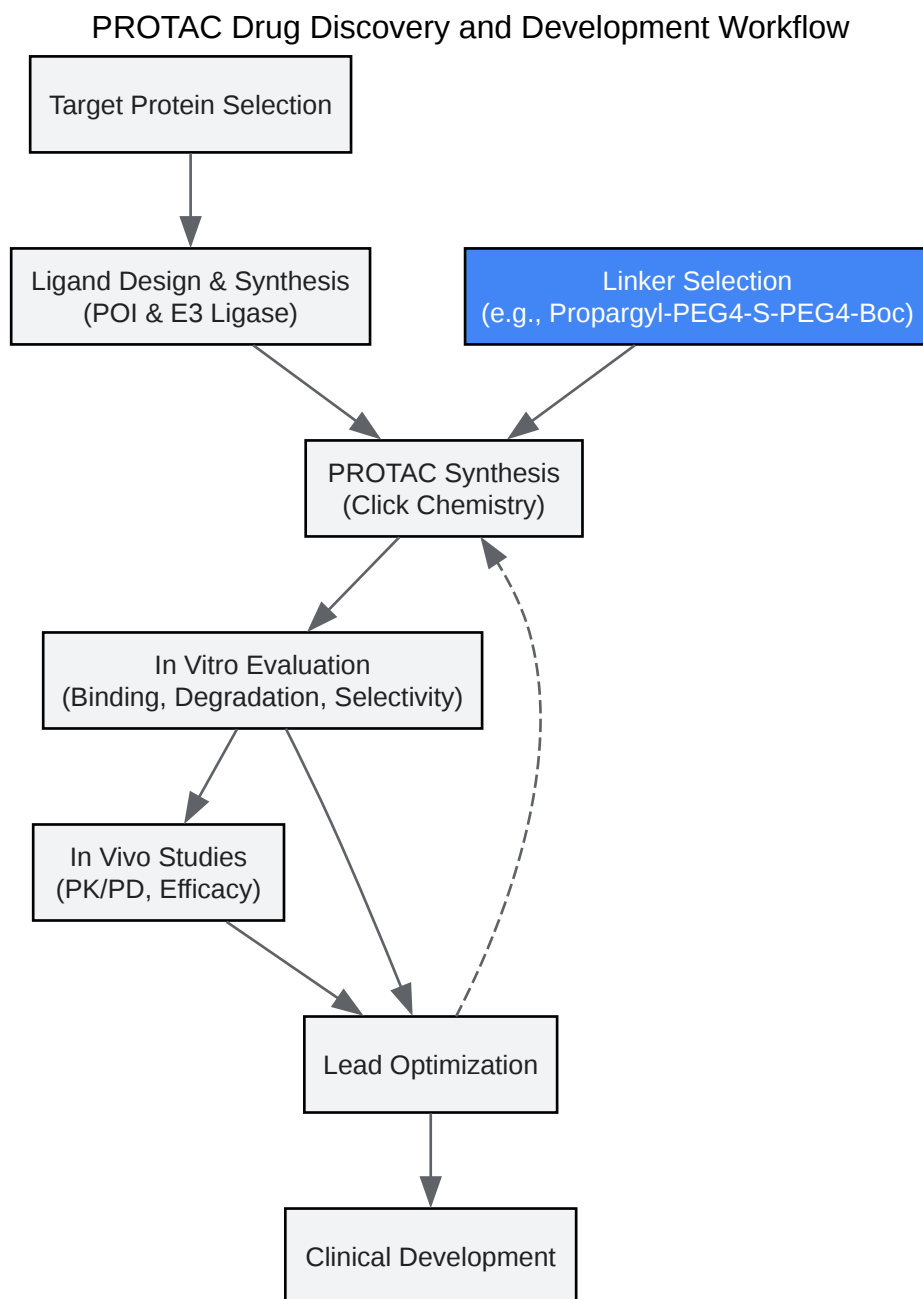 PROTAC Drug Discovery and Development Workflow
Target Protein Selection
Ligand Design & Synthesis
(POI & E3 Ligase)
Linker Selection
(e.g., Propargyl-PEG4-S-PEG4-Boc)
PROTAC Synthesis
(Click Chemistry)
In Vitro Evaluation
(Binding, Degradation, Selectivity)
In Vivo Studies
(PK/PD, Efficacy)
Lead Optimization
Clinical Development